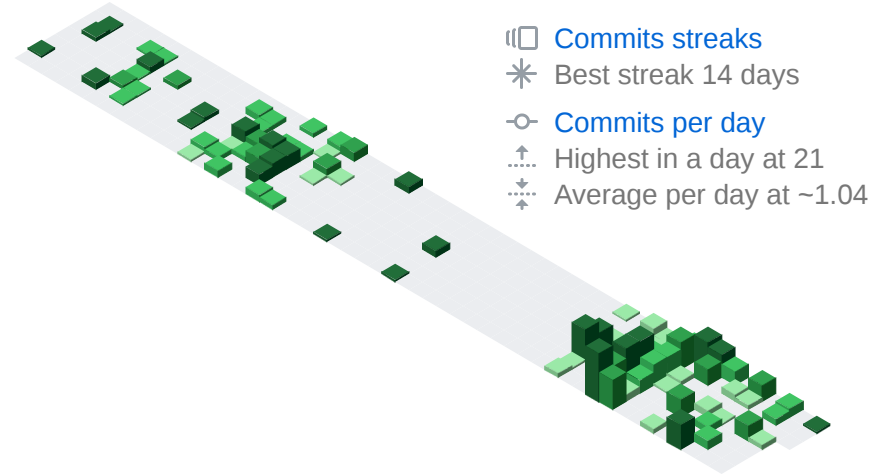 Commits streaks
Best streak 14 days
Commits per day
Highest in a day at 21
Average per day at ~1.04